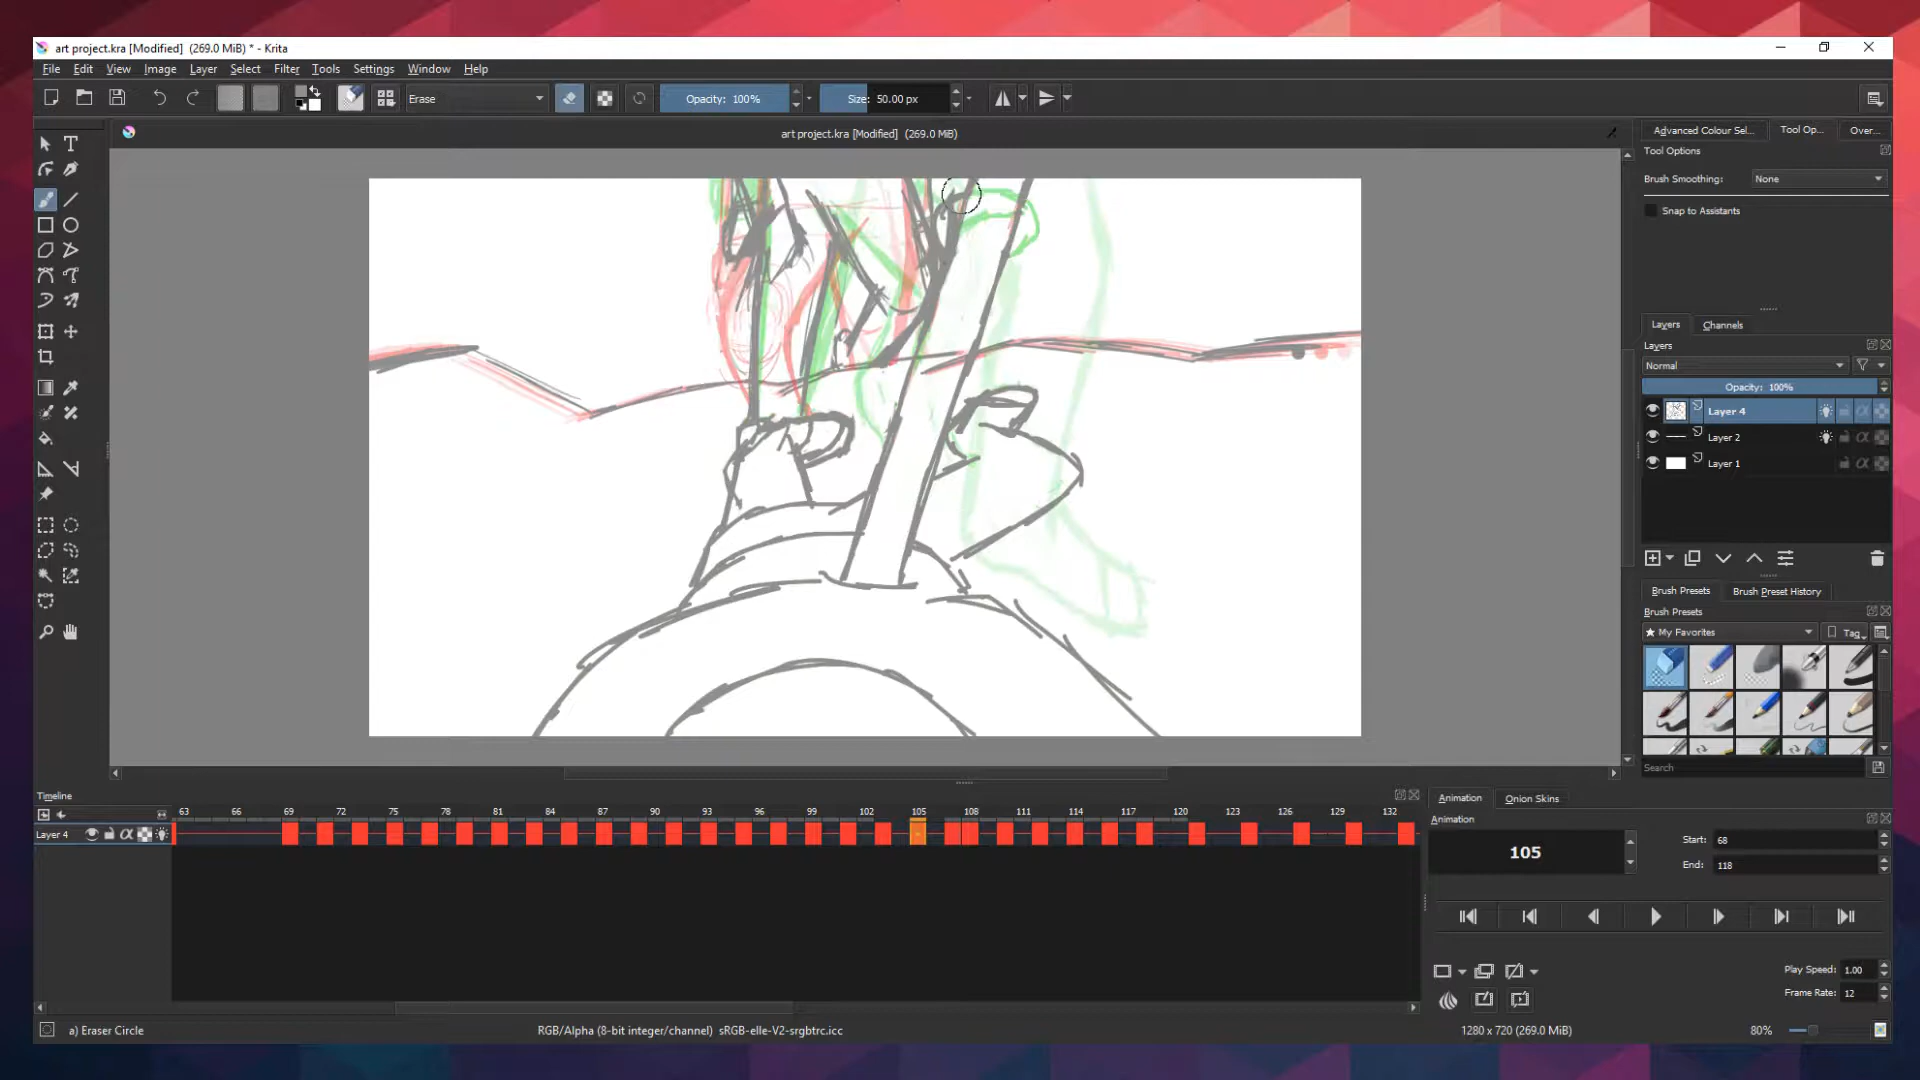 art project.kra [Modified]  (269.0 MiB) * - Krita
File Edit View Image Layer Select Filter Tools Settings Window Help
Erase Opacity: 100% Size: 50.00 px
art project.kra [Modified]  (269.0 MiB)
Advanced Colour Sel... Tool Op... Over...
Tool Options
Brush Smoothing: None
Snap to Assistants
Layers Channels
Layers
Normal
Opacity: 100%
Layer 4
Layer 2
Layer 1
Brush Presets Brush Preset History
Brush Presets
★ My Favorites Tag
Search
Timeline
63 66 69 72 75 78 81 84 87 90 93 96 99 102 105 108 111 114 117 120 123 126 129 132
Layer 4
Animation Onion Skins
Animation
105
Start: 68
End: 118
Play Speed: 1.00
Frame Rate: 12
a) Eraser Circle
RGB/Alpha (8-bit integer/channel)  sRGB-elle-V2-srgbtrc.icc
1280 x 720 (269.0 MiB)
80%